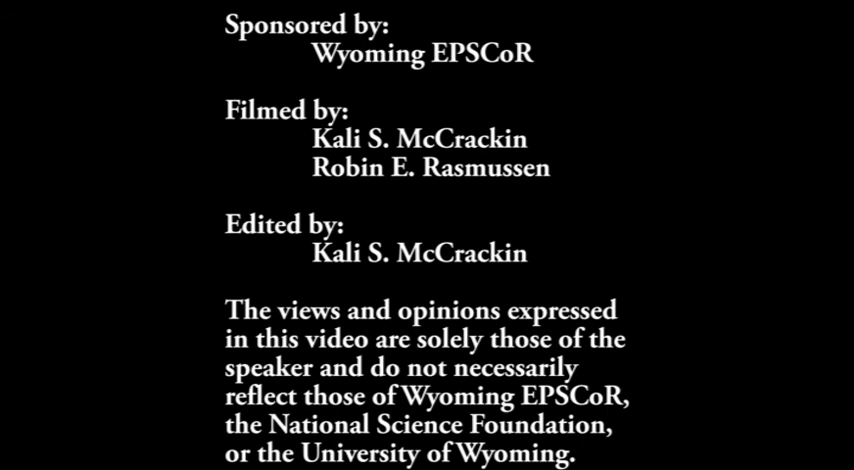 Sponsored by:
Wyoming EPSCoR
Filmed by:
Kali S. McCrackin
Robin E. Rasmussen
Edited by:
Kali S. McCrackin
The views and opinions expressed
in this video are solely those of the
speaker and do not necessarily
reflect those of Wyoming EPSCoR,
the National Science Foundation,
or the University of Wyoming.